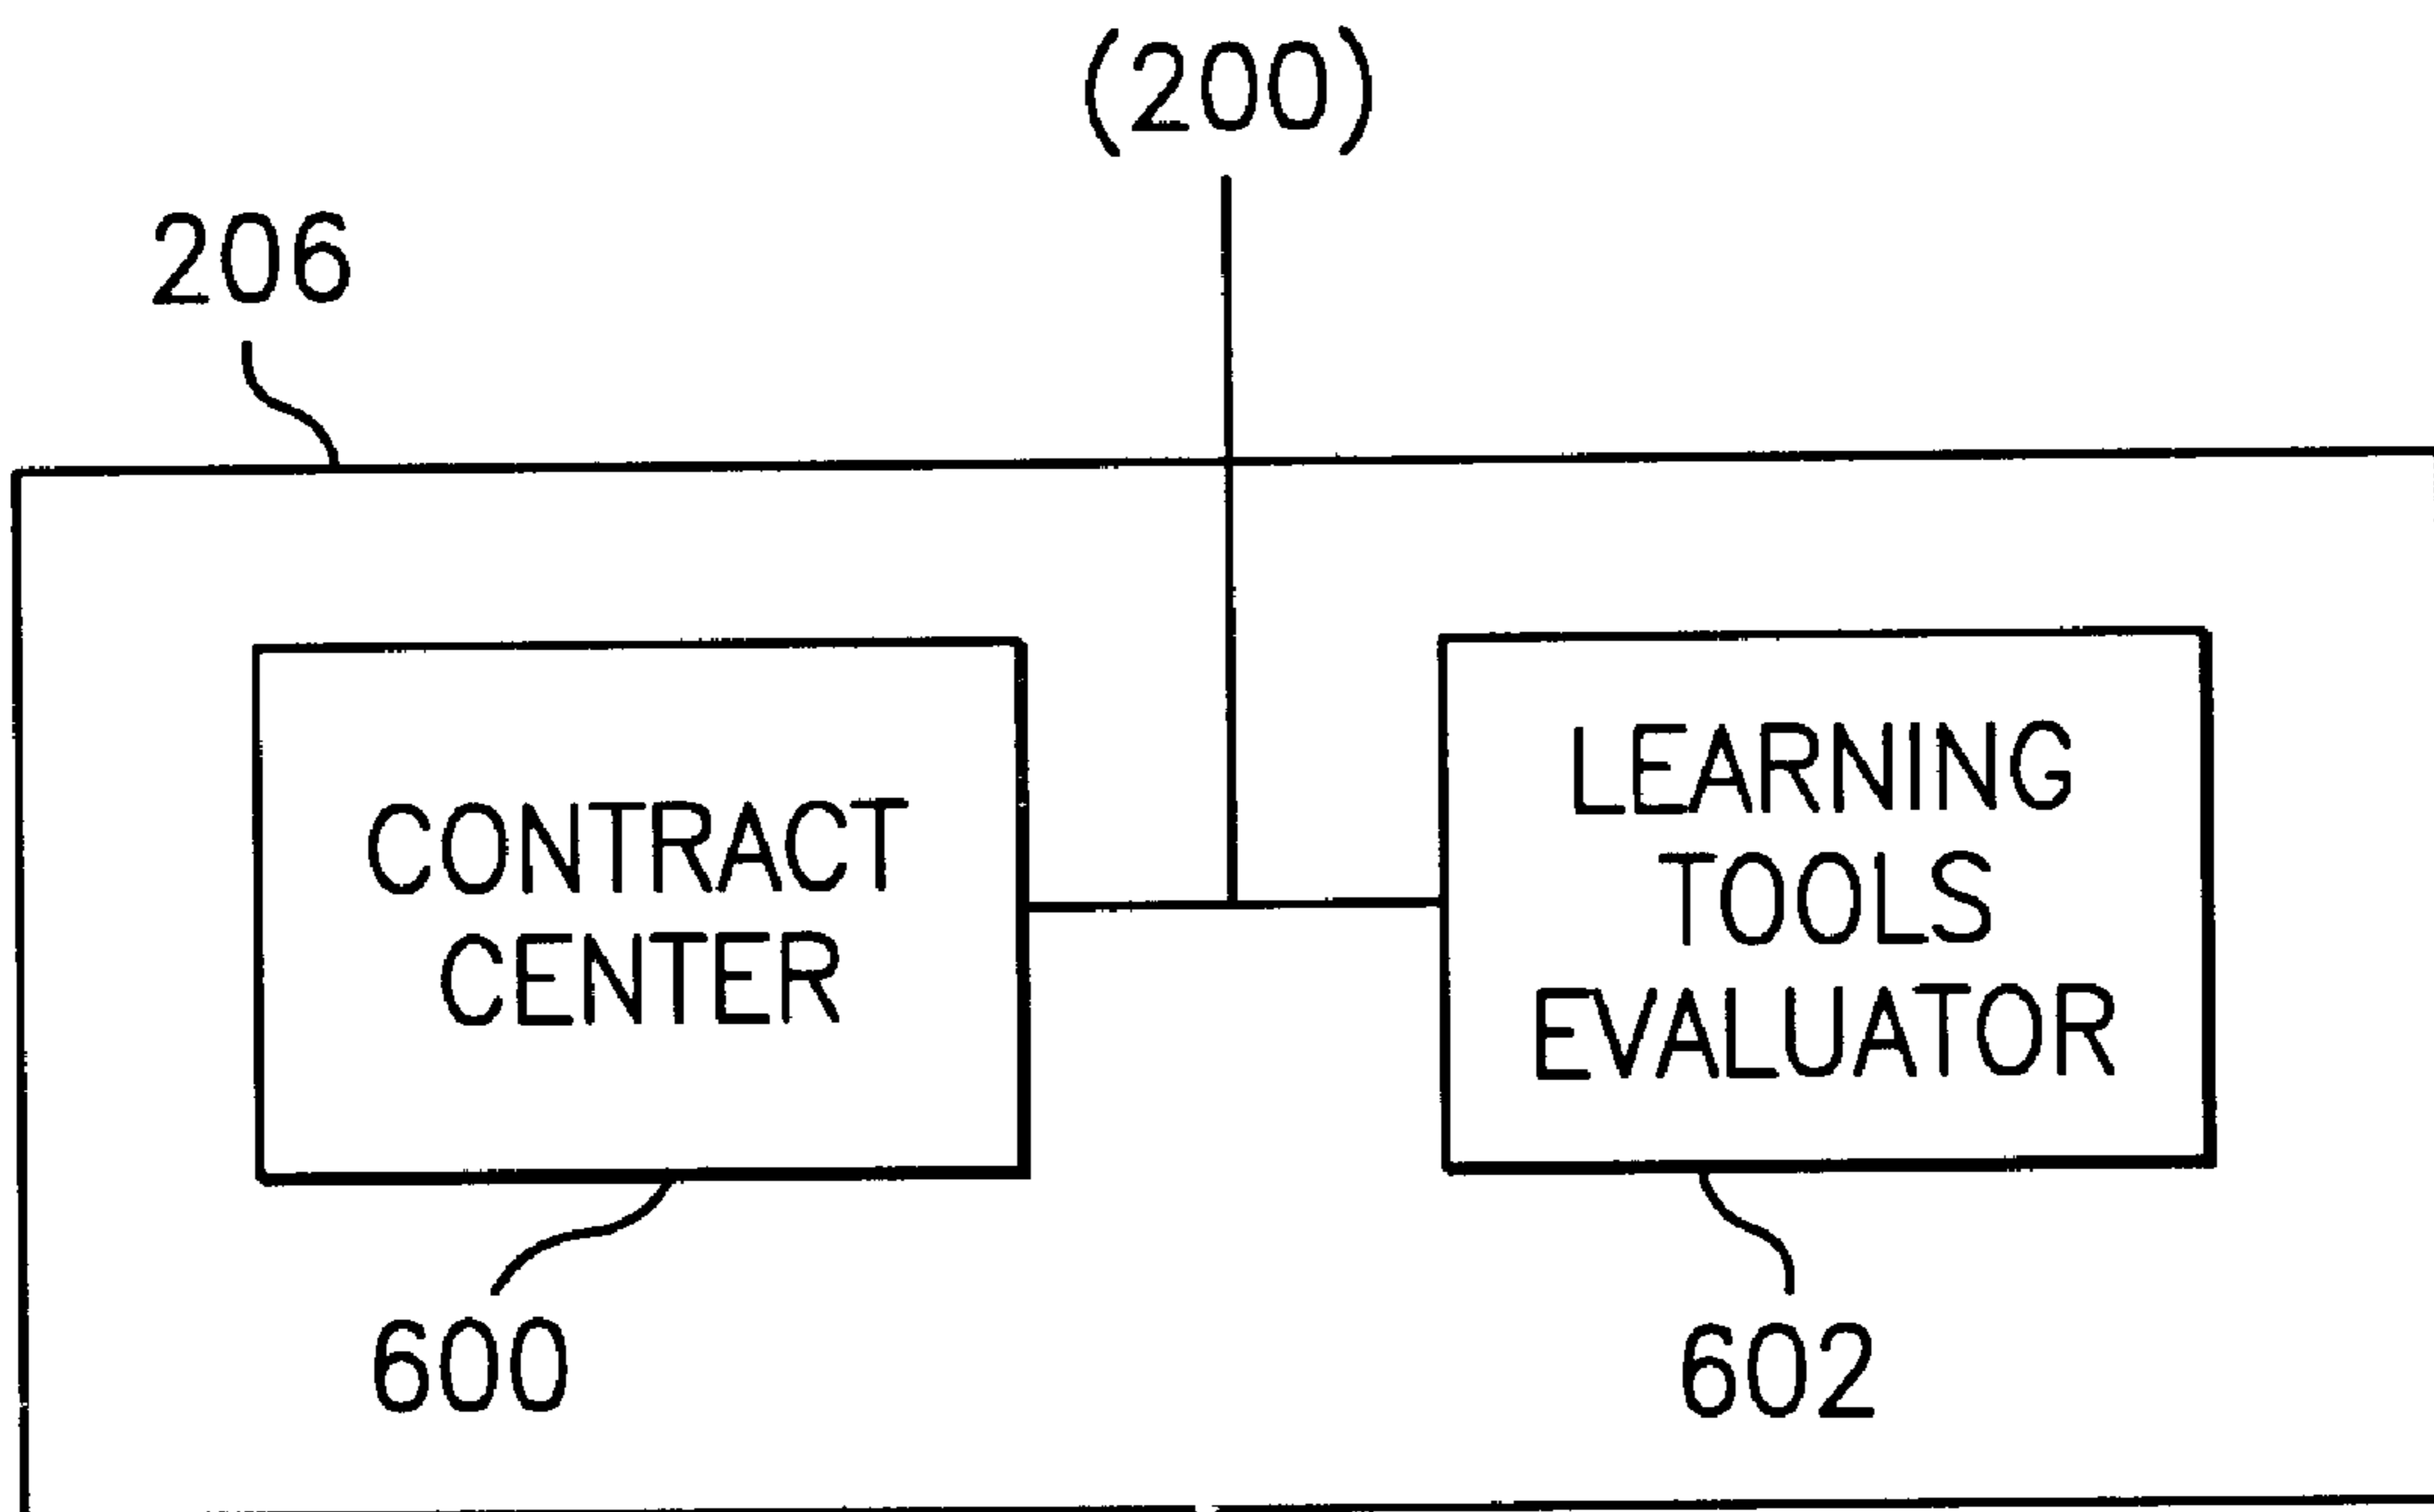 (200)
206
CONTRACT
CENTER
LEARNING
TOOLS
EVALUATOR
600
602